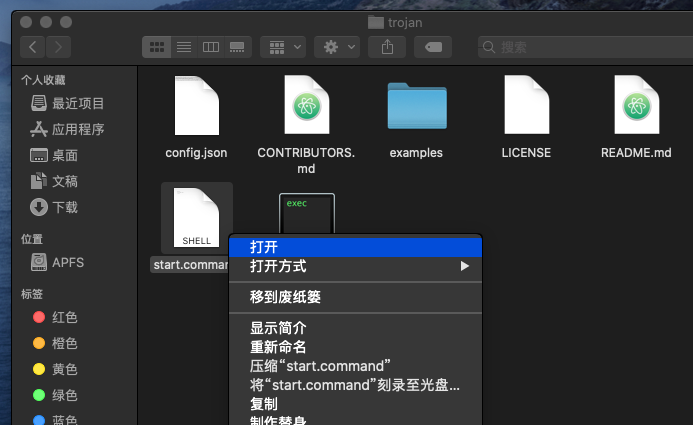 trojan
搜索
个人收藏
最近项目
应用程序
桌面
文稿
下载
位置
APFS
标签
红色
橙色
黄色
绿色
蓝色
config.json
CONTRIBUTORS.
md
examples
LICENSE
README.md
SHELL
start.comman
exec
打开
打开方式
移到废纸篓
显示简介
重新命名
压缩“start.command”
将“start.command”刻录至光盘...
复制
制作替身